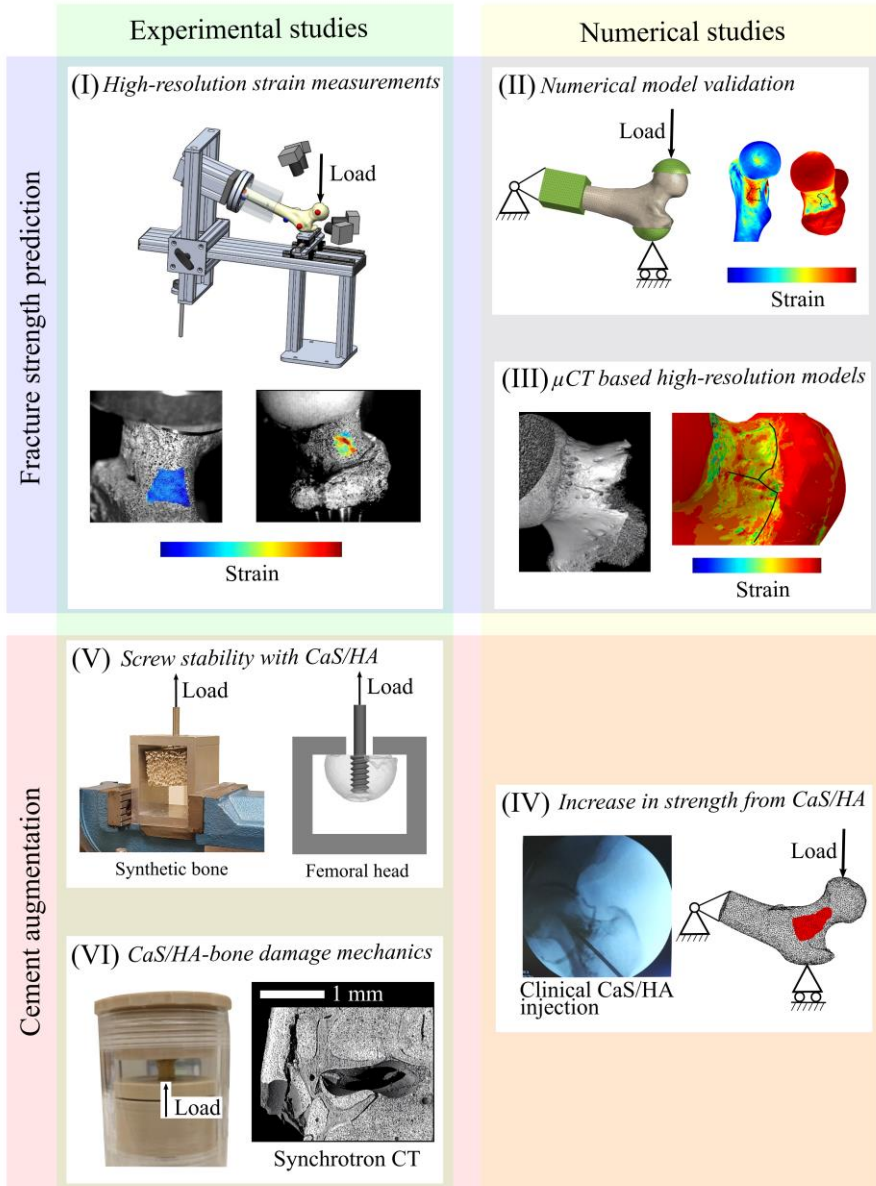 Experimental studies
Numerical studies
Fracture strength prediction
(I) High-resolution strain measurements
Load
Strain
(II) Numerical model validation
Load
Strain
(III) μCT based high-resolution models
Strain
Cement augmentation
(V) Screw stability with CaS/HA
Load
Load
Synthetic bone
Femoral head
(IV) Increase in strength from CaS/HA
Load
Clinical CaS/HA
injection
(VI) CaS/HA-bone damage mechanics
1 mm
Load
Synchrotron CT